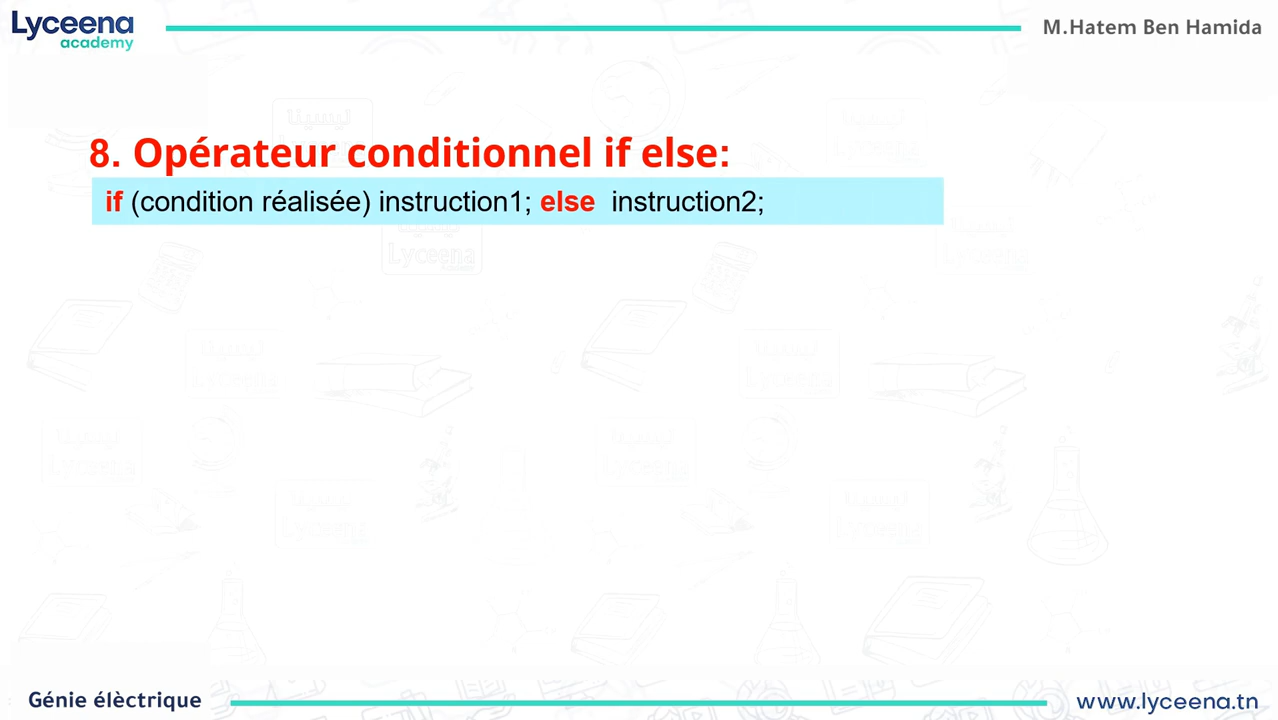 Lyceena
academy
M.Hatem Ben Hamida
8. Opérateur conditionnel if else:
if (condition réalisée) instruction1; else instruction2;
Génie élèctrique
www.lyceena.tn